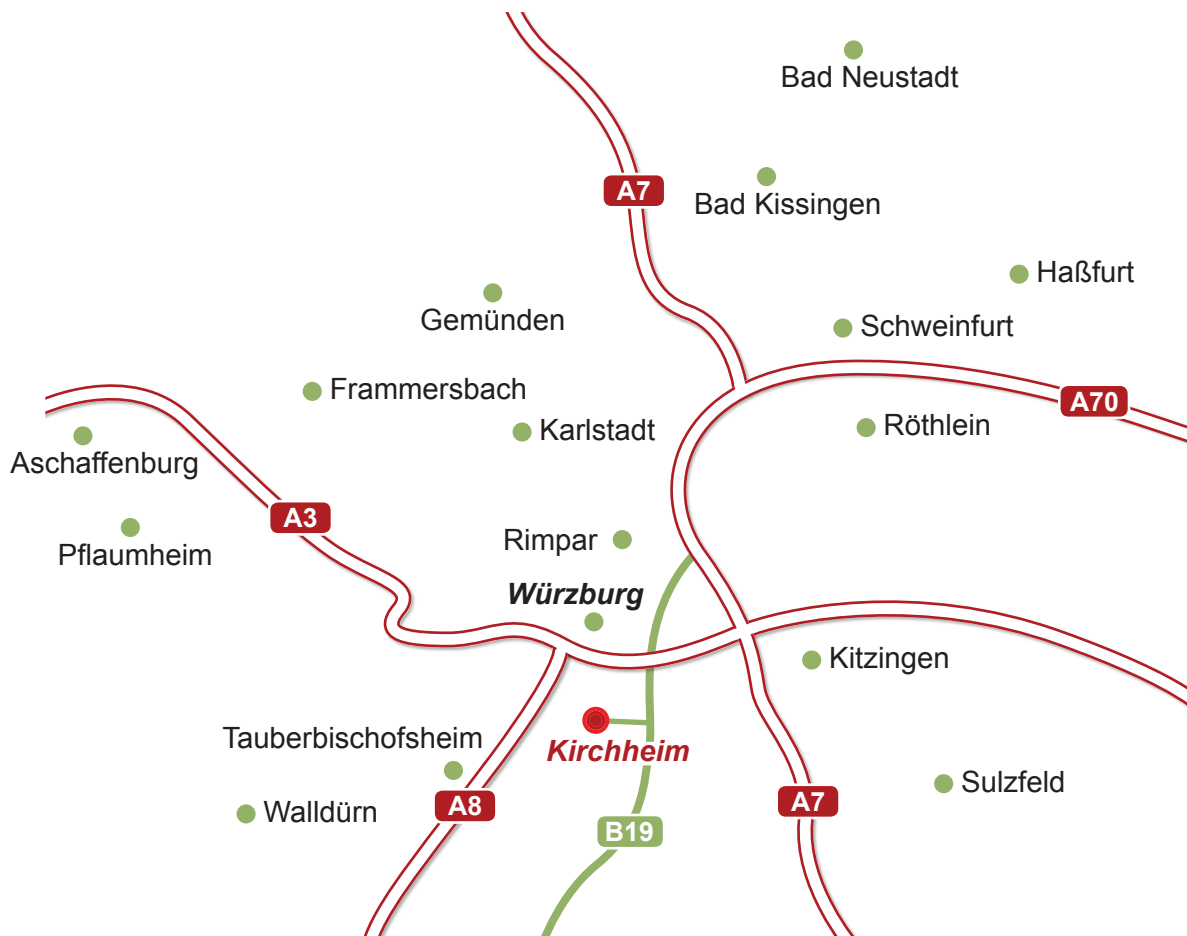 Bad Neustadt
A7
Bad Kissingen
Haßfurt
Gemünden
Schweinfurt
Frammersbach
A70
Karlstadt
Röthlein
Aschaffenburg
A3
Rimpar
Pflaumheim
Würzburg
Kitzingen
Tauberbischofsheim
Kirchheim
Sulzfeld
Walldürn
A8
A7
B19